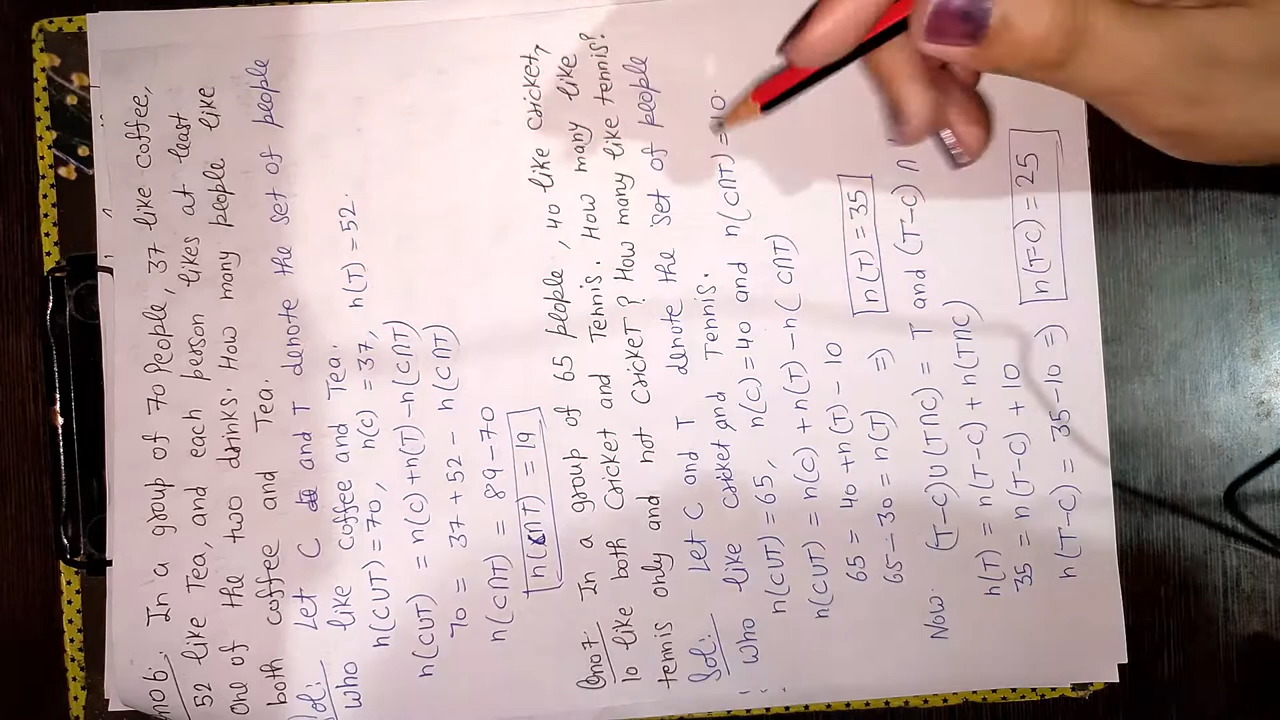 no6. In a group of 70 People, 37 like coffee,
52 like Tea, and each person likes at least
one of the two drinks. How many people like
both coffee and Tea.
Sol: Let C and T denote the set of people
who like coffee and Tea.
n(C∪T) = 70, n(C) = 37, n(T) = 52.
n(C∪T) = n(C) + n(T) - n(C∩T)
70 = 37 + 52 - n(C∩T)
n(C∩T) = 89 - 70
n(C∩T) = 19
Qno7 In a group of 65 people, 40 like cricket,
10 like both Cricket and Tennis. How many like
tennis only and not cricket? How many like tennis?
Sol: Let C and T denote the set of people
who like cricket and Tennis.
n(C∪T) = 65, n(C) = 40 and n(C∩T) = 10.
n(C∪T) = n(C) + n(T) - n(C∩T)
65 = 40 + n(T) - 10
65 - 30 = n(T) => n(T) = 35
Now. (T-C)∪(T∩C) = T and (T-C) ∩
n(T) = n(T-C) + n(T∩C)
35 = n(T-C) + 10
n(T-C) = 35 - 10 => n(T-C) = 25